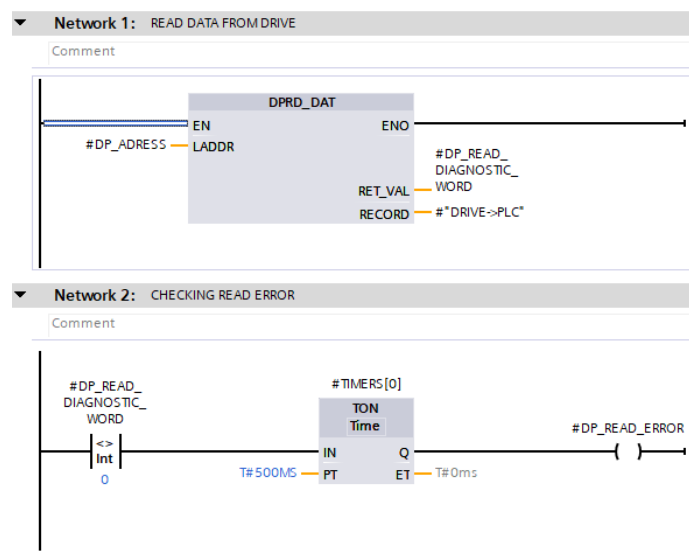 Network 1: READ DATA FROM DRIVE
Comment
DPRD_DAT
EN ENO
#DP_ADRESS LADDR
#DP_READ_
DIAGNOSTIC_
RET_VAL WORD
RECORD #"DRIVE->PLC"
Network 2: CHECKING READ ERROR
Comment
#DP_READ_
DIAGNOSTIC_
WORD
<>
Int
0
#TIMERS[0]
TON
Time
IN Q
T#500MS PT ET T#0ms
#DP_READ_ERROR